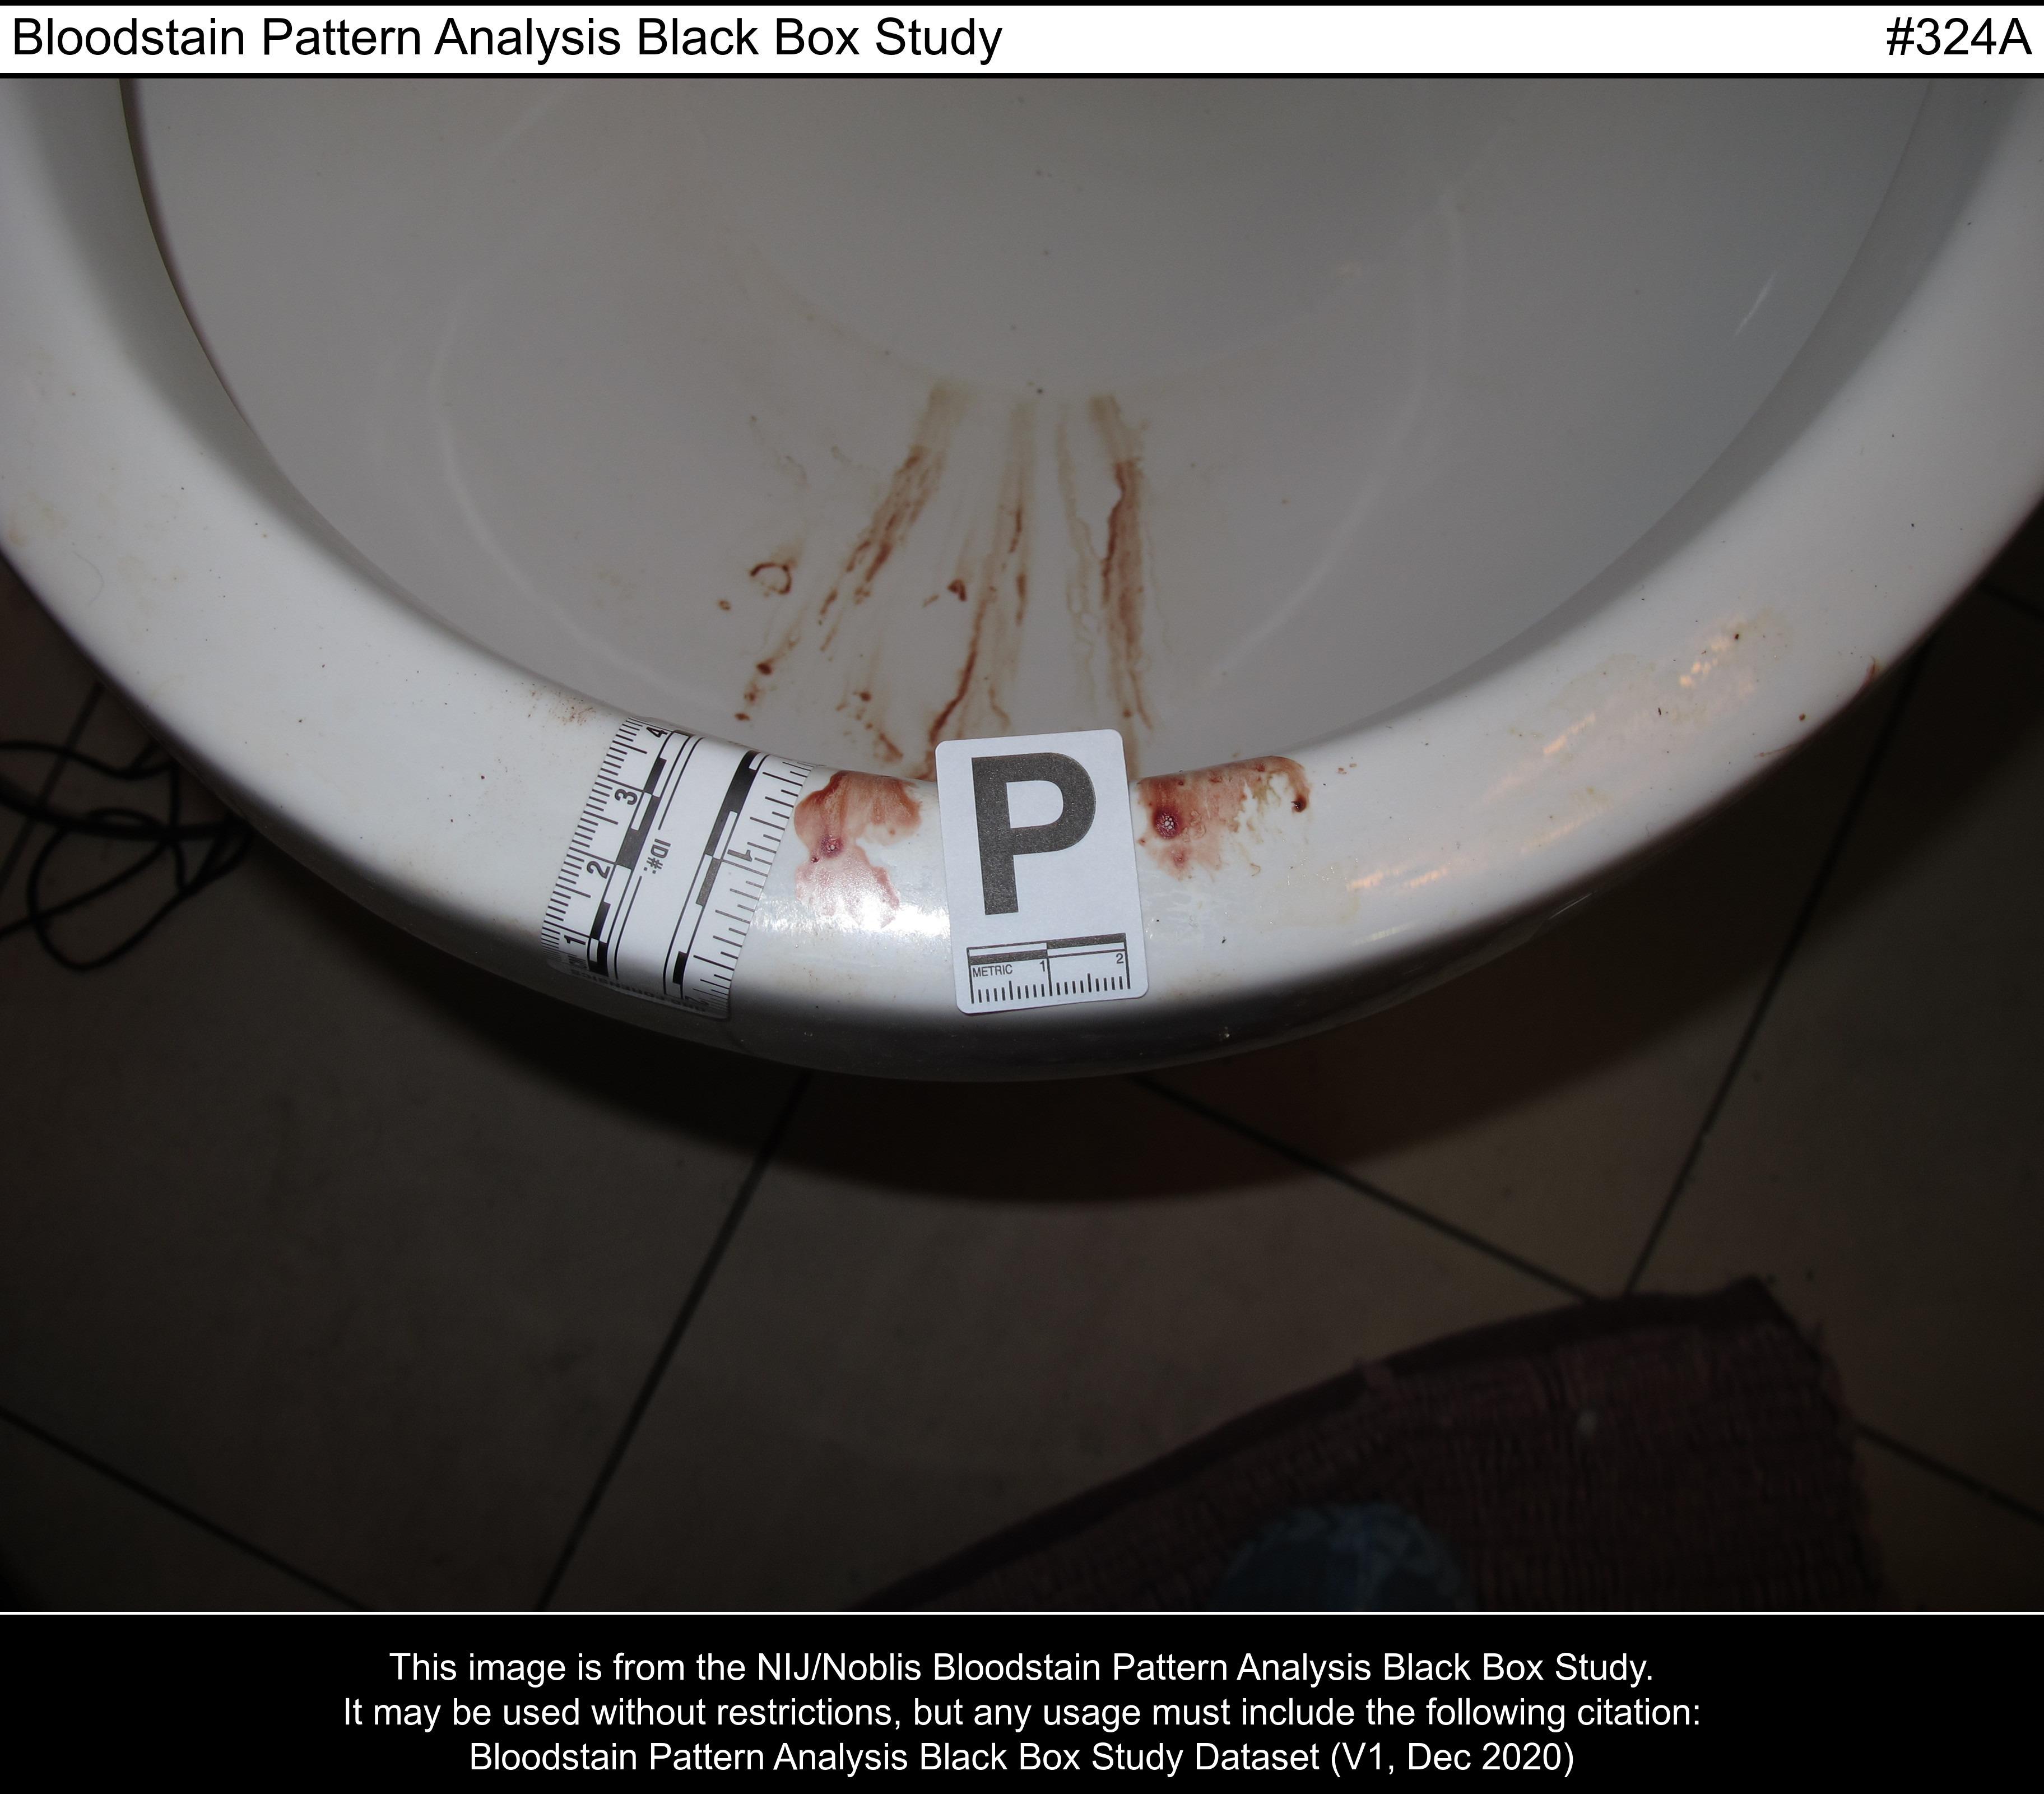 Bloodstain Pattern Analysis Black Box Study #324A
4
3
ID#:
1
2
1
P
METRIC 1 2
This image is from the NIJ/Noblis Bloodstain Pattern Analysis Black Box Study.
It may be used without restrictions, but any usage must include the following citation:
Bloodstain Pattern Analysis Black Box Study Dataset (V1, Dec 2020)